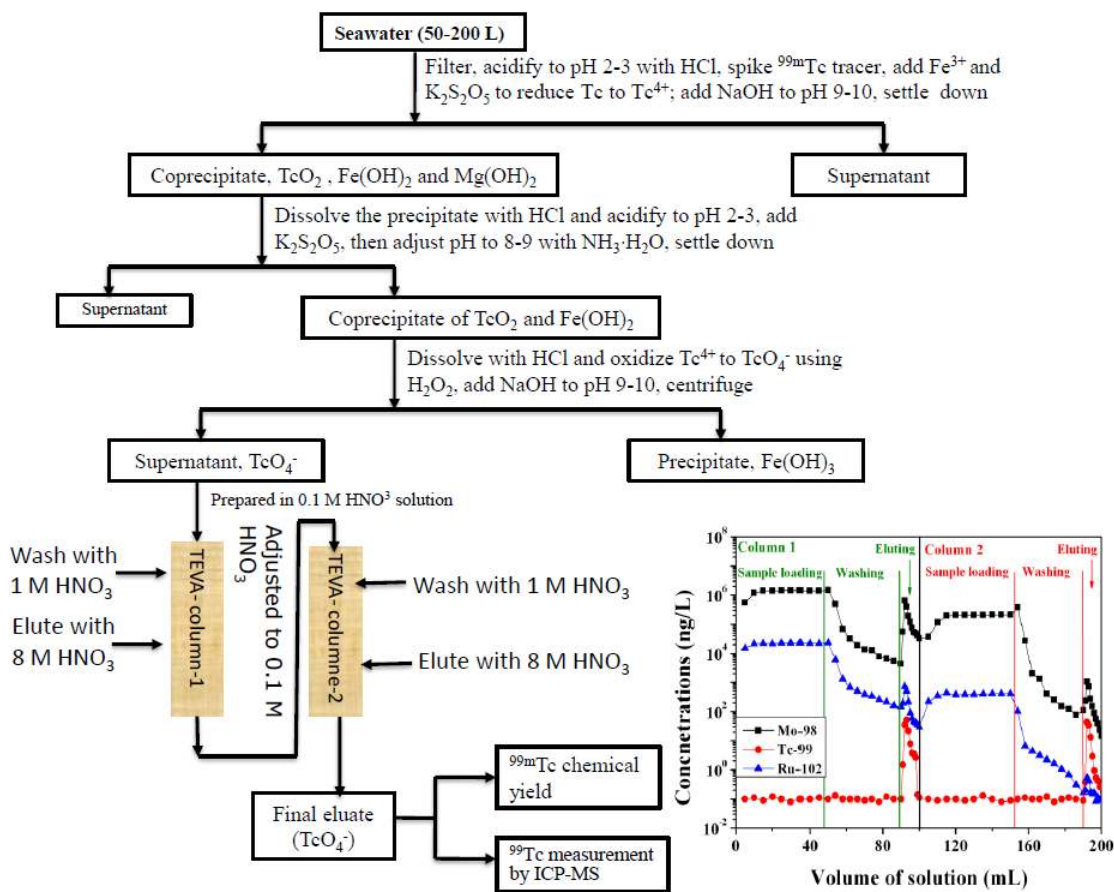 Seawater (50-200 L)
Filter, acidify to pH 2-3 with HCl, spike ⁹⁹ᵐTc tracer, add Fe³⁺ and
K₂S₂O₅ to reduce Tc to Tc⁴⁺; add NaOH to pH 9-10, settle down
Coprecipitate, TcO₂ , Fe(OH)₂ and Mg(OH)₂
Supernatant
Dissolve the precipitate with HCl and acidify to pH 2-3, add
K₂S₂O₅, then adjust pH to 8-9 with NH₃·H₂O, settle down
Supernatant
Coprecipitate of TcO₂ and Fe(OH)₂
Dissolve with HCl and oxidize Tc⁴⁺ to TcO₄⁻ using
H₂O₂, add NaOH to pH 9-10, centrifuge
Supernatant, TcO₄⁻
Precipitate, Fe(OH)₃
Prepared in 0.1 M HNO³ solution
Wash with
1 M HNO₃
Elute with
8 M HNO₃
TEVA- column-1
Adjusted to 0.1 M
HNO₃
TEVA- columne-2
Wash with 1 M HNO₃
Elute with 8 M HNO₃
Final eluate
(TcO₄⁻)
⁹⁹ᵐTc chemical
yield
⁹⁹Tc measurement
by ICP-MS
Column 1
Eluting
Column 2
Eluting
Sample loading
Washing
Sample loading
Washing
Mo-98
Tc-99
Ru-102
Concnetrations (ng/L)
10⁸
10⁶
10⁴
10²
10⁰
10⁻²
0 40 80 120 160 200
Volume of solution (mL)